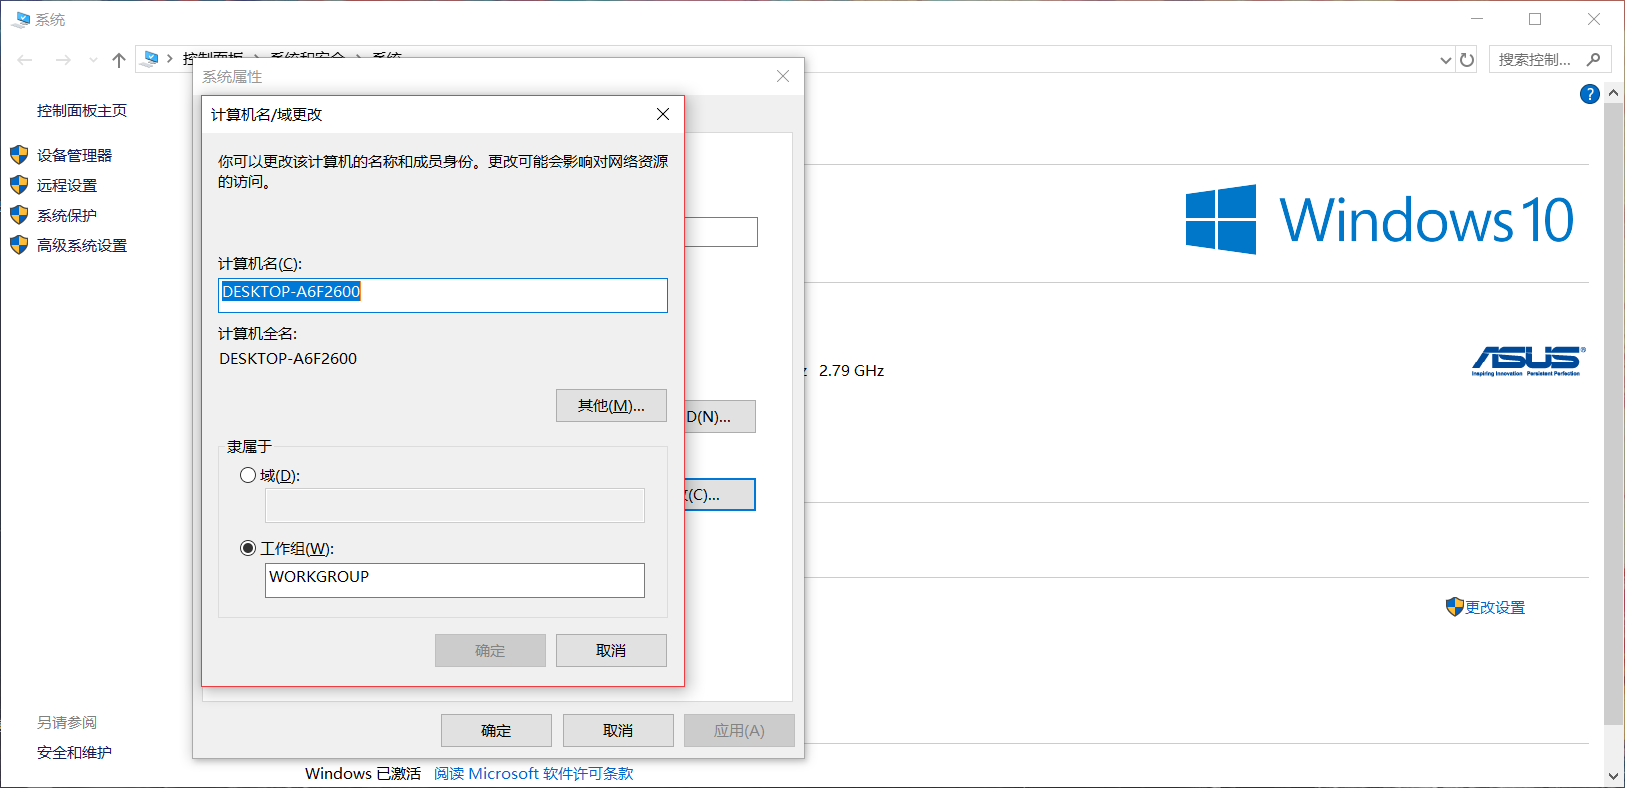 系统
控制面板 系统和安全 系统
搜索控制...
系统属性
控制面板主页
计算机名/域更改
设备管理器
远程设置
系统保护
高级系统设置
你可以更改该计算机的名称和成员身份。更改可能会影响对网络资源
的访问。
Windows 10
计算机名(C):
DESKTOP-A6F2600
计算机全名:
DESKTOP-A6F2600
2.79 GHz
ASUS
Inspiring Innovation Persistent Perfection
其他(M)...
D(N)...
隶属于
域(D):
(C)...
工作组(W):
WORKGROUP
更改设置
确定 取消
另请参阅
安全和维护
确定 取消 应用(A)
Windows 已激活 阅读 Microsoft 软件许可条款